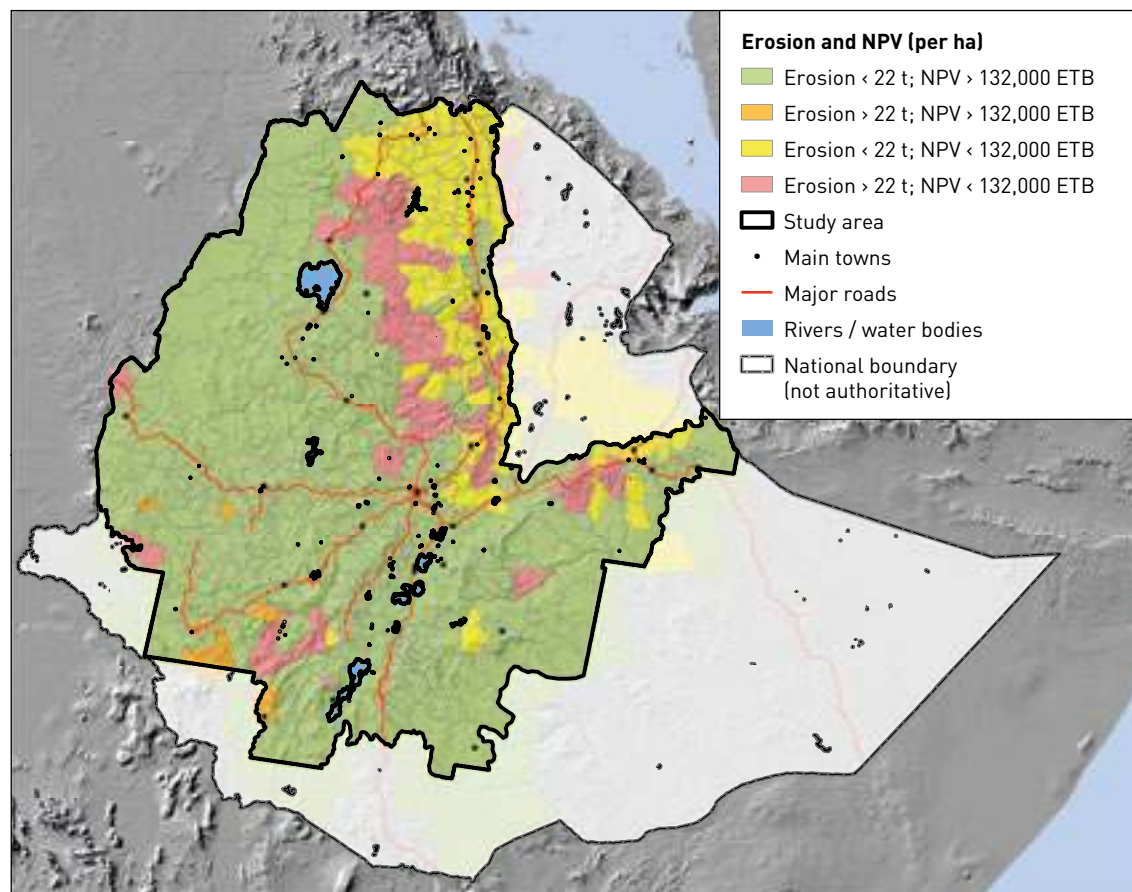 Erosion and NPV (per ha)
Erosion ‹ 22 t; NPV › 132,000 ETB
Erosion › 22 t; NPV › 132,000 ETB
Erosion ‹ 22 t; NPV ‹ 132,000 ETB
Erosion › 22 t; NPV ‹ 132,000 ETB
Study area
Main towns
Major roads
Rivers / water bodies
National boundary
(not authoritative)